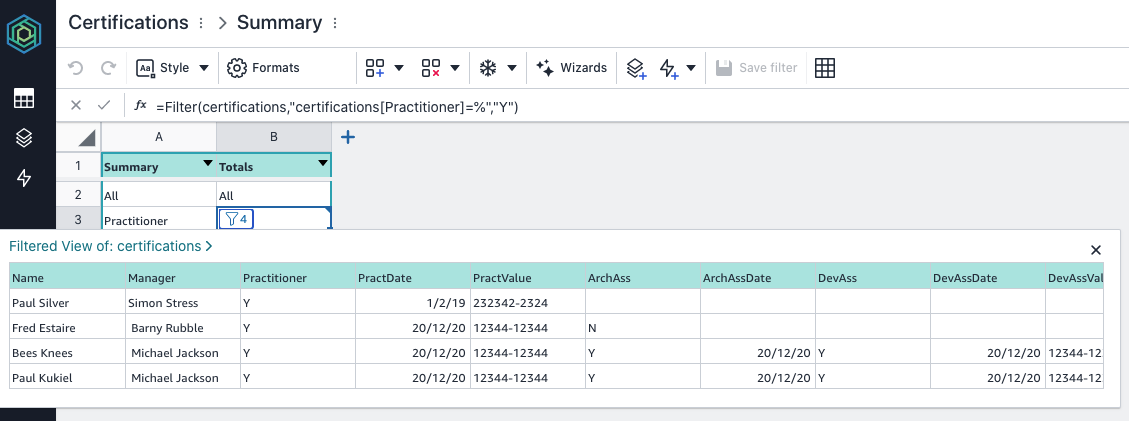 Certifications > Summary
Style Formats Wizards Save filter
fx =Filter(certifications,"certifications[Practitioner]=%","Y")
A B +
1 Summary Totals
2 All All
3 Practitioner 4
Filtered View of: certifications >
Name Manager Practitioner PractDate PractValue ArchAss ArchAssDate DevAss DevAssDate DevAssVal
Paul Silver Simon Stress Y 1/2/19 232342-2324
Fred Estaire Barny Rubble Y 20/12/20 12344-12344 N
Bees Knees Michael Jackson Y 20/12/20 12344-12344 Y 20/12/20 Y 20/12/20 12344-12
Paul Kukiel Michael Jackson Y 20/12/20 12344-12344 Y 20/12/20 Y 20/12/20 12344-12